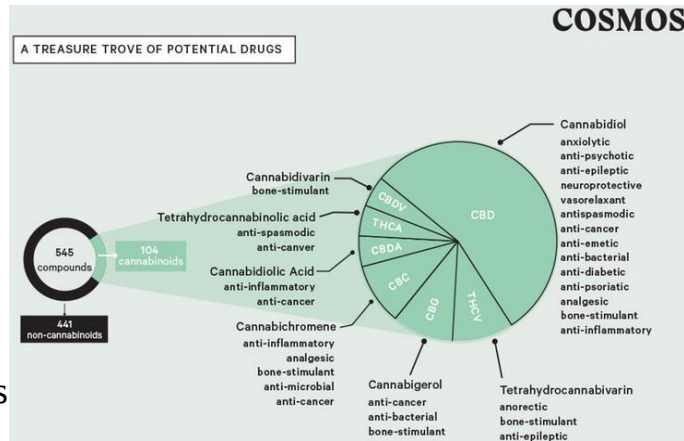 COSMOS
A TREASURE TROVE OF POTENTIAL DRUGS
545
compounds
104
cannabinoids
441
non-cannabinoids
Cannabidivarin
bone-stimulant
Tetrahydrocannabinolic acid
anti-spasmodic
anti-canver
Cannabidiolic Acid
anti-inflammatory
anti-cancer
Cannabichromene
anti-inflammatory
analgesic
bone-stimulant
anti-microbial
anti-cancer
Cannabigerol
anti-cancer
anti-bacterial
bone-stimulant
Tetrahydrocannabivarin
anorectic
bone-stimulant
anti-epileptic
Cannabidiol
anxiolytic
anti-psychotic
anti-epileptic
neuroprotective
vasorelaxant
antispasmodic
anti-cancer
anti-emetic
anti-bacterial
anti-diabetic
anti-psoriatic
analgesic
bone-stimulant
anti-inflammatory
CBDV
THCA
CBDA
CBC
CBG
THCV
CBD
s